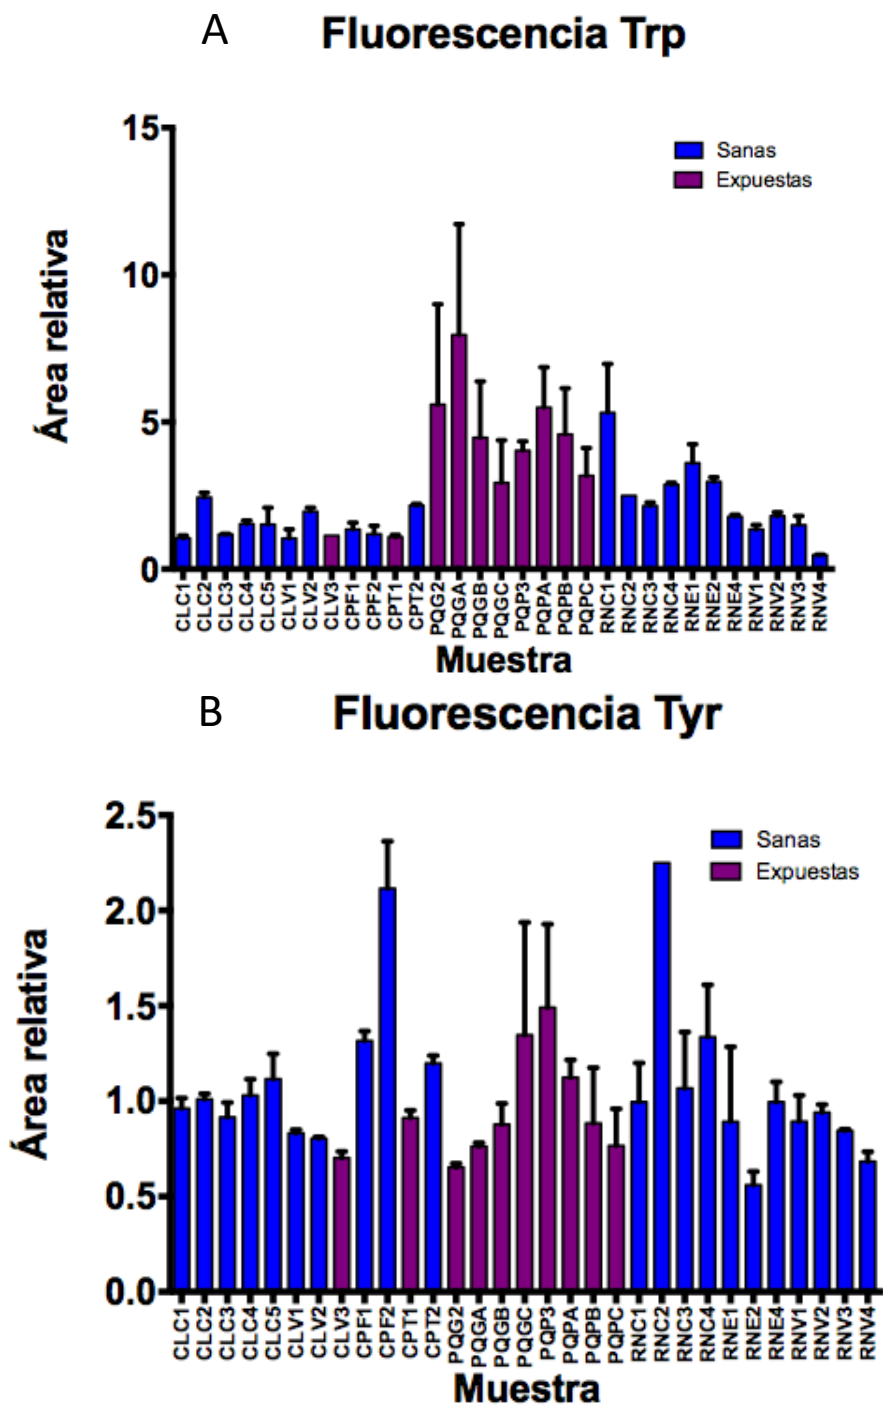 A Fluorescencia Trp
15
10
5
0
Área relativa
Sanas
Expuestas
CLC1 CLC2 CLC3 CLC4 CLC5 CLV1 CLV2 CLV3 CPF1 CPF2 CPT1 CPT2 PQG2 PQGA PQGB PQGC PQP3 PQPA PQPB PQPC RNC1 RNC2 RNC3 RNC4 RNE1 RNE2 RNE4 RNV1 RNV2 RNV3 RNV4
Muestra
B Fluorescencia Tyr
2.5
2.0
1.5
1.0
0.5
0.0
Área relativa
Sanas
Expuestas
CLC1 CLC2 CLC3 CLC4 CLC5 CLV1 CLV2 CLV3 CPF1 CPF2 CPT1 CPT2 PQG2 PQGA PQGB PQGC PQP3 PQPA PQPB PQPC RNC1 RNC2 RNC3 RNC4 RNE1 RNE2 RNE4 RNV1 RNV2 RNV3 RNV4
Muestra